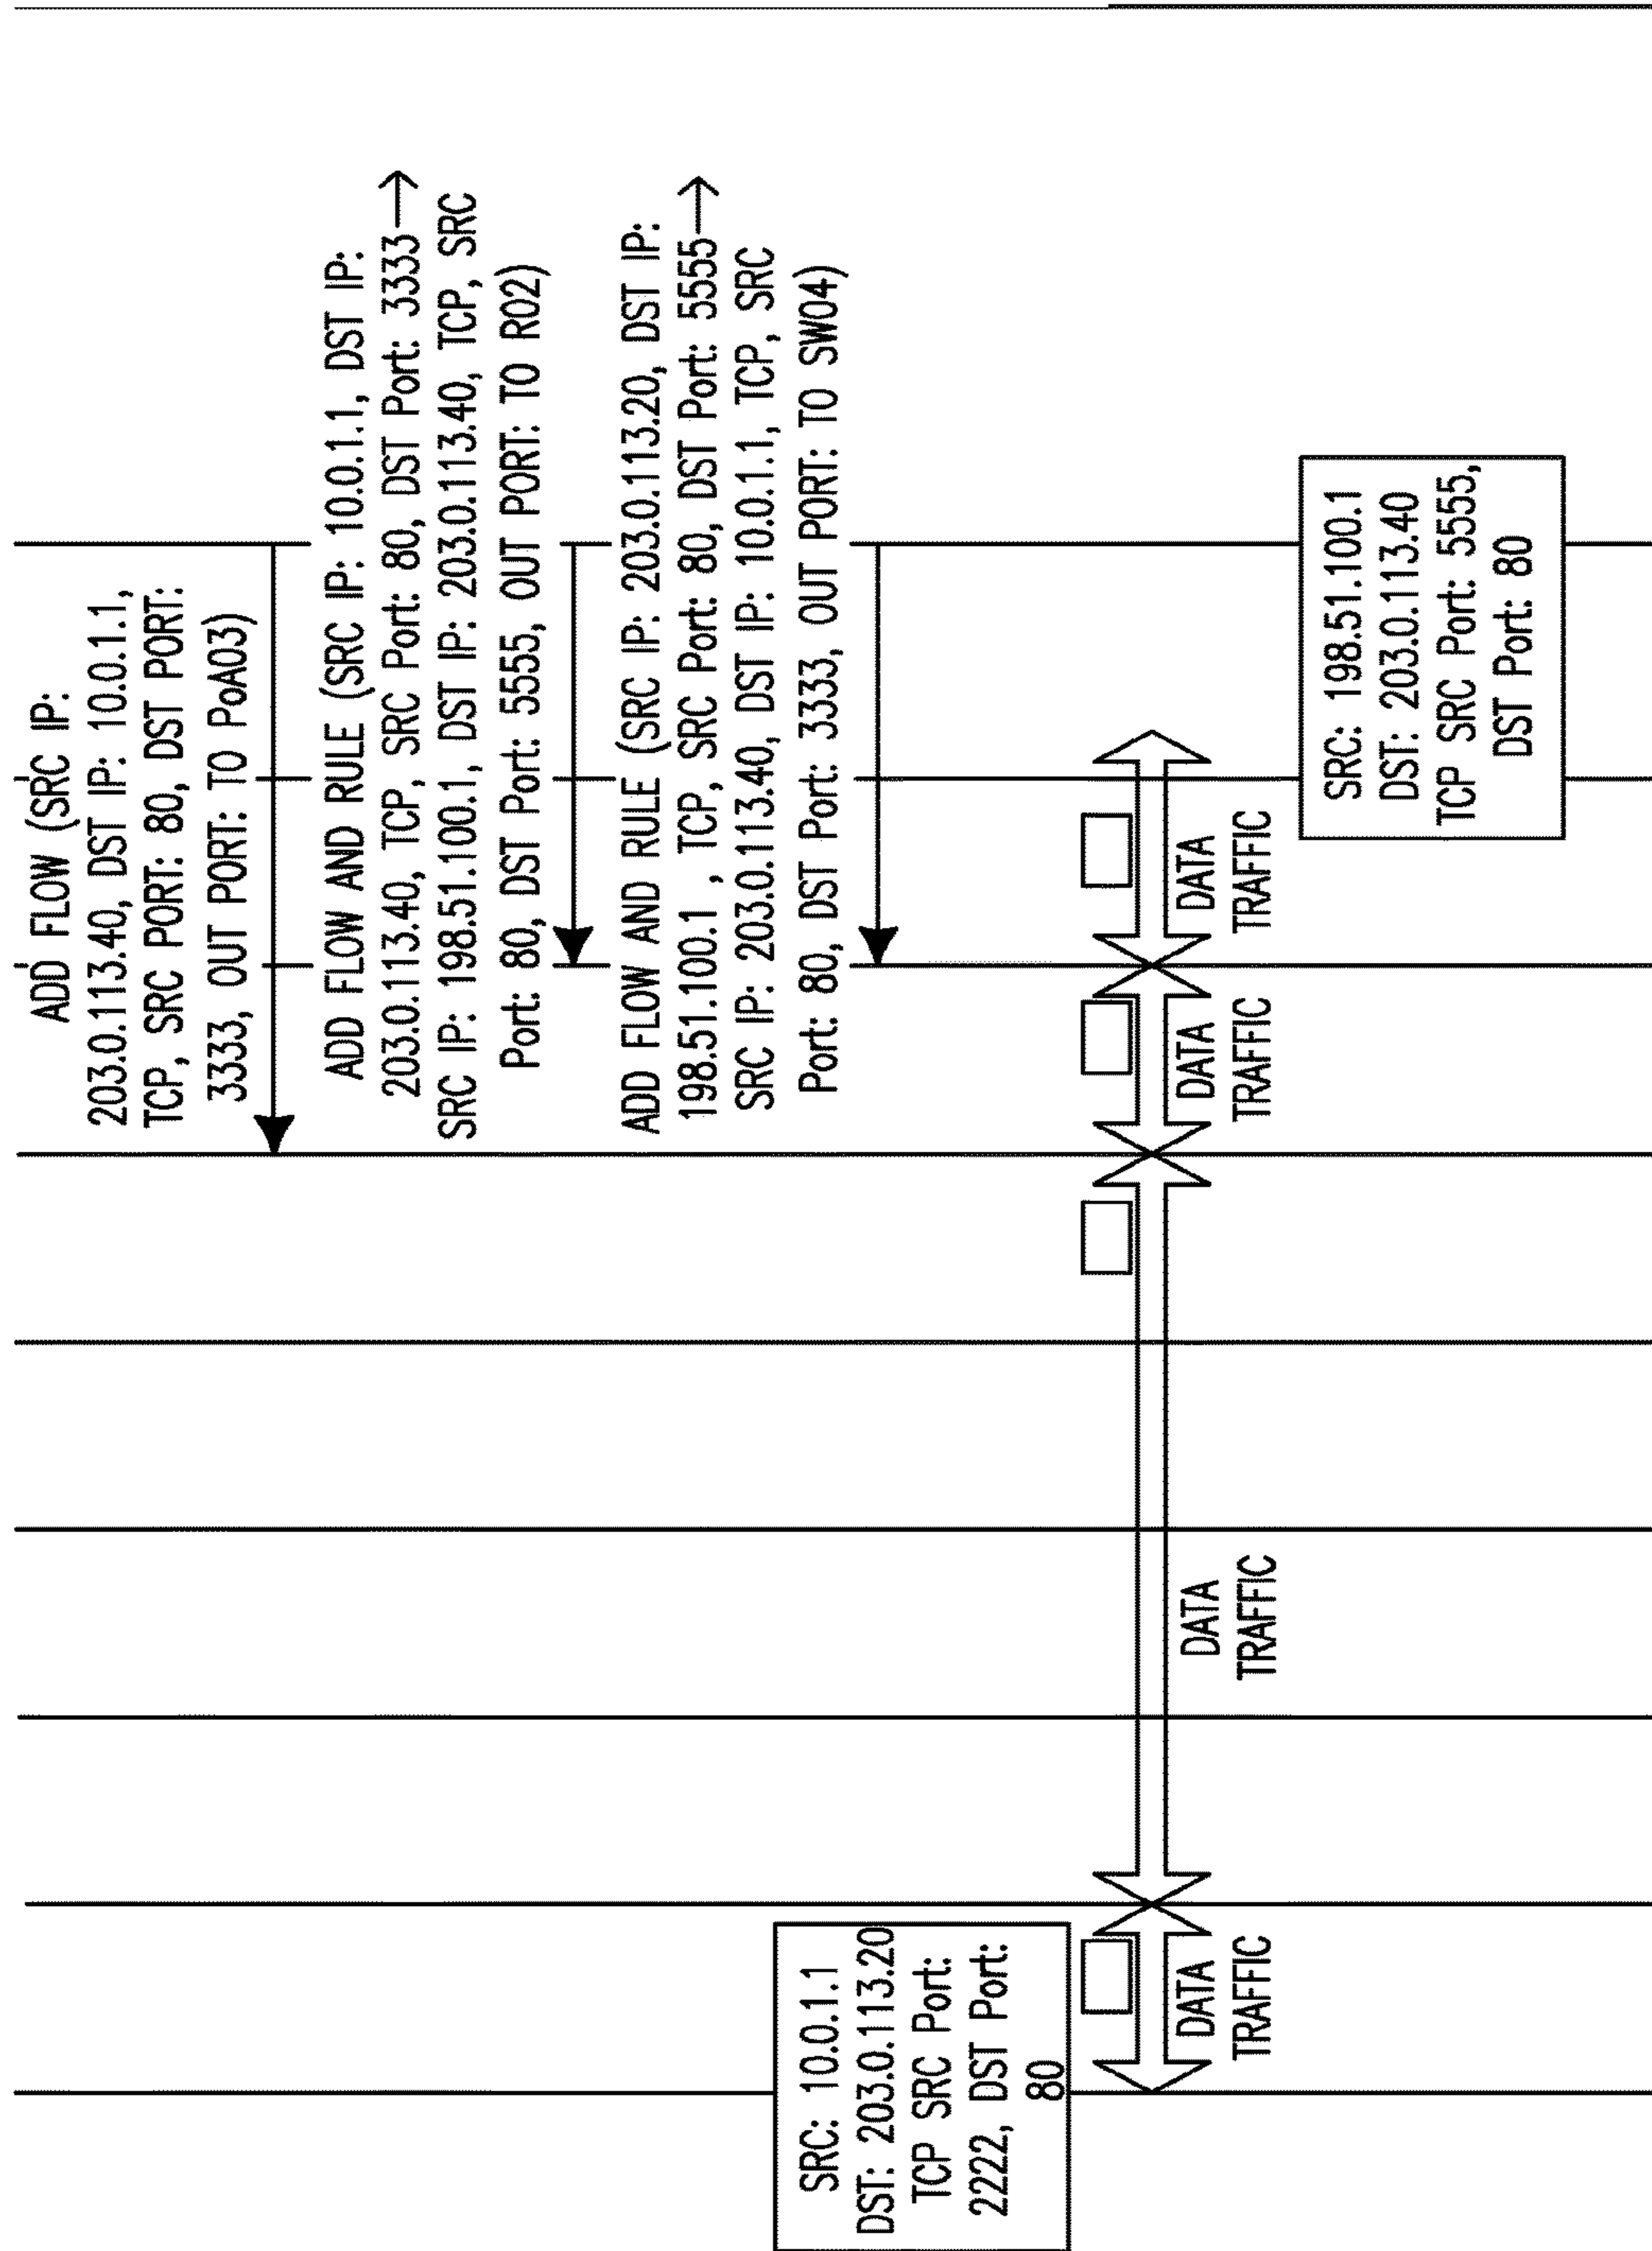 ADD FLOW (SRC IP:
203.0.113.40, DST IP: 10.0.1.1,
TCP, SRC PORT: 80, DST PORT:
3333, OUT PORT: TO PoA03)
ADD FLOW AND RULE (SRC IP: 10.0.1.1, DST IP:
203.0.113.40, TCP, SRC Port: 80, DST Port: 3333→
SRC IP: 198.51.100.1, DST IP: 203.0.113.40, TCP, SRC
Port: 80, DST Port: 5555, OUT PORT: TO R02)
ADD FLOW AND RULE (SRC IP: 203.0.113.20, DST IP:
198.51.100.1 , TCP, SRC Port: 80, DST Port: 5555→
SRC IP: 203.0.113.40, DST IP: 10.0.1.1, TCP, SRC
Port: 80, DST Port: 3333, OUT PORT: TO SW04)
SRC: 10.0.1.1
DST: 203.0.113.20
TCP SRC Port:
2222, DST Port:
80
DATA
TRAFFIC
DATA
TRAFFIC
DATA
TRAFFIC
DATA
TRAFFIC
SRC: 198.51.100.1
DST: 203.0.113.40
TCP SRC Port: 5555,
DST Port: 80